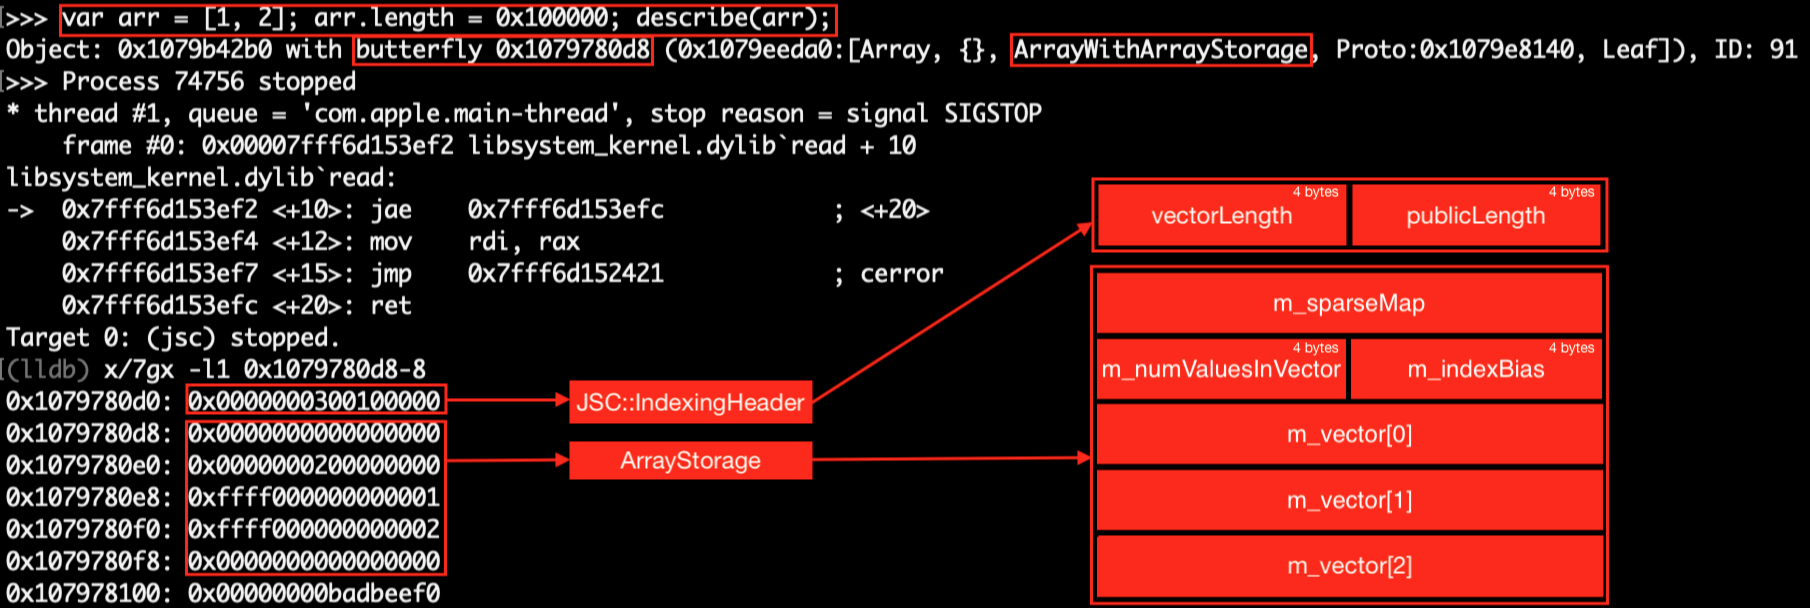 [>>> var arr = [1, 2]; arr.length = 0x100000; describe(arr);
Object: 0x1079b42b0 with butterfly 0x1079780d8 (0x1079eeda0:[Array, {}, ArrayWithArrayStorage, Proto:0x1079e8140, Leaf]), ID: 91
[>>> Process 74756 stopped
* thread #1, queue = 'com.apple.main-thread', stop reason = signal SIGSTOP
frame #0: 0x00007fff6d153ef2 libsystem_kernel.dylib`read + 10
libsystem_kernel.dylib`read:
-> 0x7fff6d153ef2 <+10>: jae 0x7fff6d153efc ; <+20>
0x7fff6d153ef4 <+12>: mov rdi, rax
0x7fff6d153ef7 <+15>: jmp 0x7fff6d152421 ; cerror
0x7fff6d153efc <+20>: ret
Target 0: (jsc) stopped.
[(lldb) x/7gx -l1 0x1079780d8-8
0x1079780d0: 0x0000000300100000
0x1079780d8: 0x0000000000000000
0x1079780e0: 0x0000000200000000
0x1079780e8: 0xffff000000000001
0x1079780f0: 0xffff000000000002
0x1079780f8: 0x0000000000000000
0x107978100: 0x00000000badbeef0
JSC::IndexingHeader
ArrayStorage
4 bytes
vectorLength
4 bytes
publicLength
m_sparseMap
4 bytes
m_numValuesInVector
4 bytes
m_indexBias
m_vector[0]
m_vector[1]
m_vector[2]